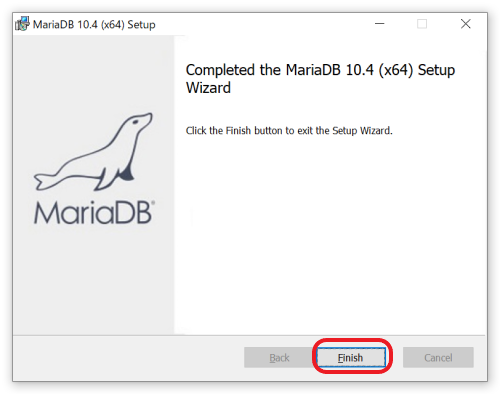 MariaDB 10.4 (x64) Setup
Completed the MariaDB 10.4 (x64) Setup
Wizard
Click the Finish button to exit the Setup Wizard.
MariaDB
Back
Finish
Cancel